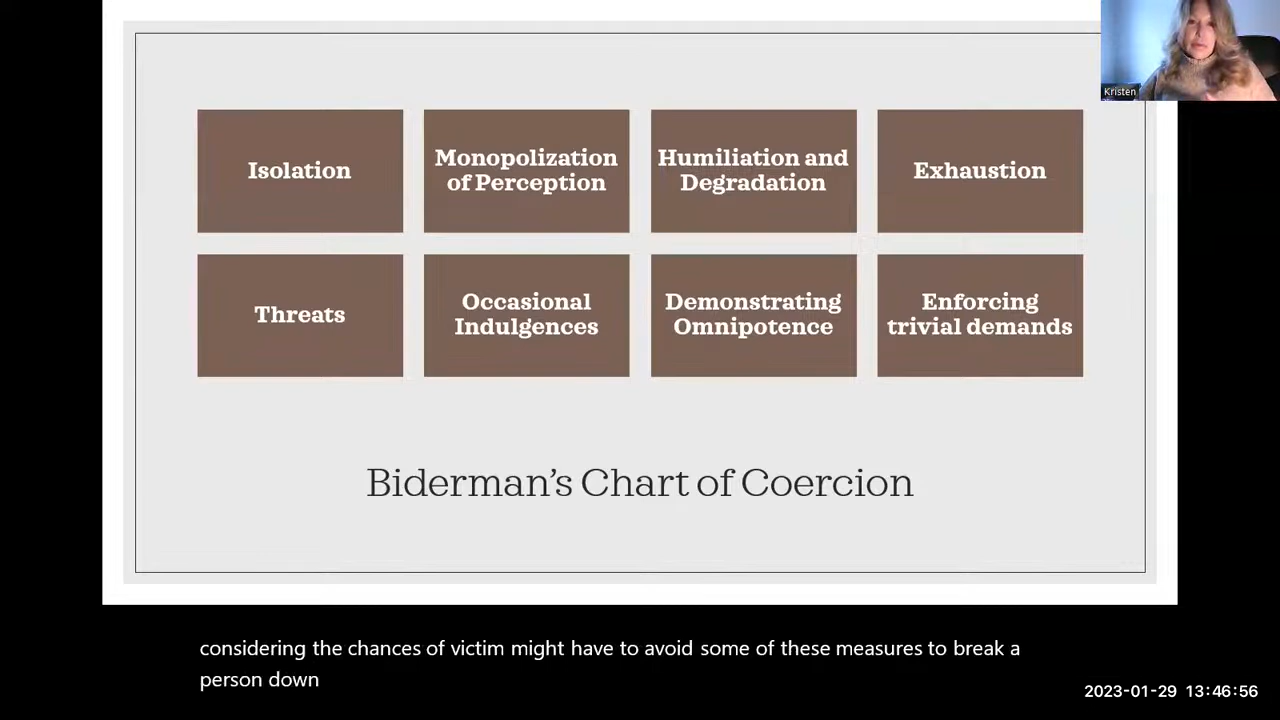 Kristen
Isolation
Monopolization
of Perception
Humiliation and
Degradation
Exhaustion
Threats
Occasional
Indulgences
Demonstrating
Omnipotence
Enforcing
trivial demands
Biderman’s Chart of Coercion
considering the chances of victim might have to avoid some of these measures to break a
person down
2023-01-29 13:46:56